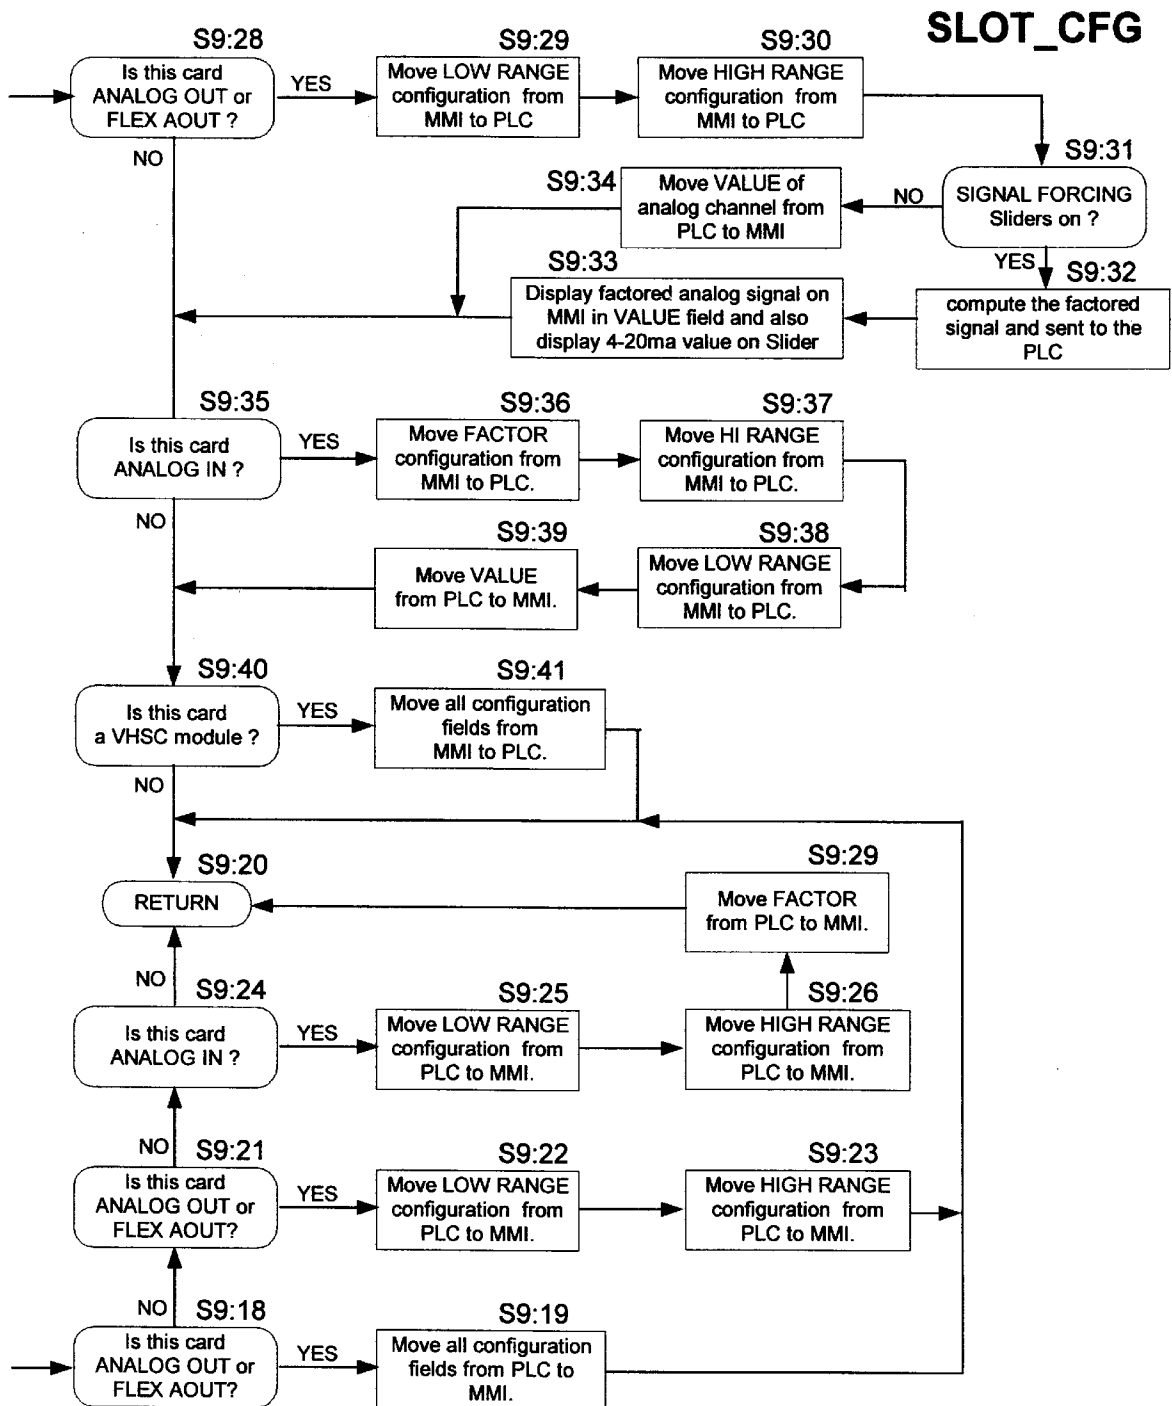 SLOT_CFG
S9:28
Is this card
ANALOG OUT or
FLEX AOUT ?
YES
NO
S9:29
Move LOW RANGE
configuration from
MMI to PLC
S9:30
Move HIGH RANGE
configuration from
MMI to PLC
S9:31
SIGNAL FORCING
Sliders on ?
NO
YES
S9:34
Move VALUE of
analog channel from
PLC to MMI
S9:32
compute the factored
signal and sent to the
PLC
S9:33
Display factored analog signal on
MMI in VALUE field and also
display 4-20ma value on Slider
S9:35
Is this card
ANALOG IN ?
YES
NO
S9:36
Move FACTOR
configuration from
MMI to PLC.
S9:37
Move HI RANGE
configuration from
MMI to PLC.
S9:38
Move LOW RANGE
configuration from
MMI to PLC.
S9:39
Move VALUE
from PLC to MMI.
S9:40
Is this card
a VHSC module ?
YES
NO
S9:41
Move all configuration
fields from
MMI to PLC.
S9:20
RETURN
S9:29
Move FACTOR
from PLC to MMI.
NO
S9:24
Is this card
ANALOG IN ?
YES
S9:25
Move LOW RANGE
configuration from
PLC to MMI.
S9:26
Move HIGH RANGE
configuration from
PLC to MMI.
NO
S9:21
Is this card
ANALOG OUT or
FLEX AOUT?
YES
S9:22
Move LOW RANGE
configuration from
PLC to MMI.
S9:23
Move HIGH RANGE
configuration from
PLC to MMI.
NO
S9:18
Is this card
ANALOG OUT or
FLEX AOUT?
YES
S9:19
Move all configuration
fields from PLC to
MMI.